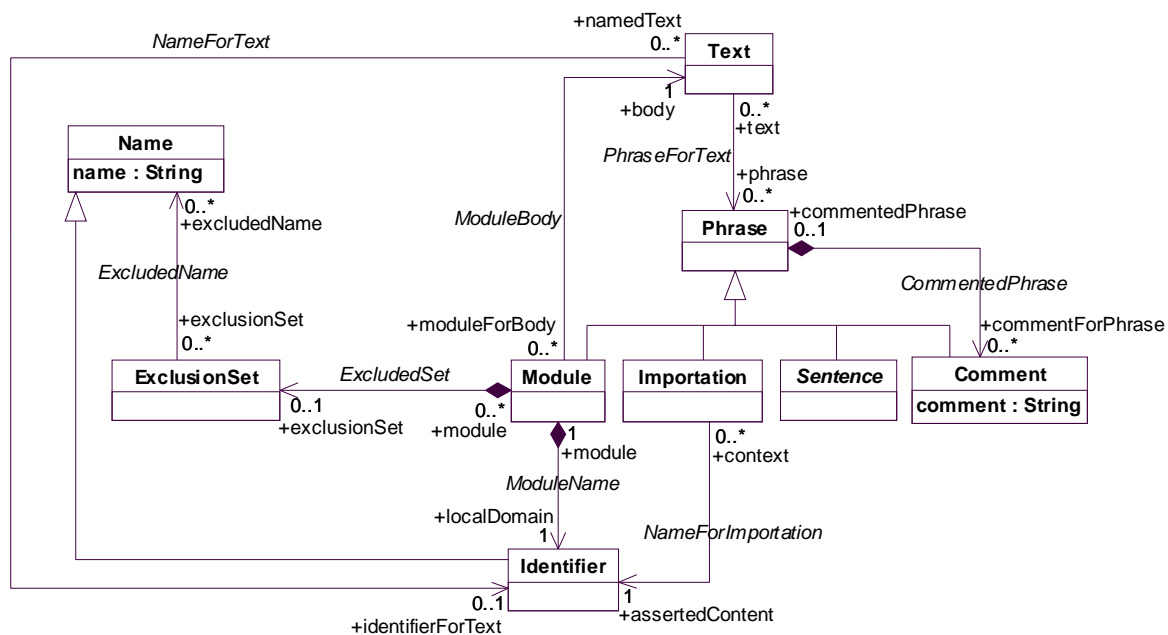 +namedText
NameForText
0..*
Text
1
+body
0..*
+text
PhraseForText
Name
name : String
+phrase
0..*
0..*
+excludedName
ModuleBody
Phrase
+commentedPhrase
0..1
ExcludedName
CommentedPhrase
+exclusionSet
0..*
+moduleForBody
0..*
+commentForPhrase
0..*
ExclusionSet
ExcludedSet
Module
Importation
Sentence
Comment
comment : String
0..1
+exclusionSet
0..*
+module
1
+module
0..*
+context
ModuleName
+localDomain
1
NameForImportation
Identifier
0..1
+identifierForText
1
+assertedContent